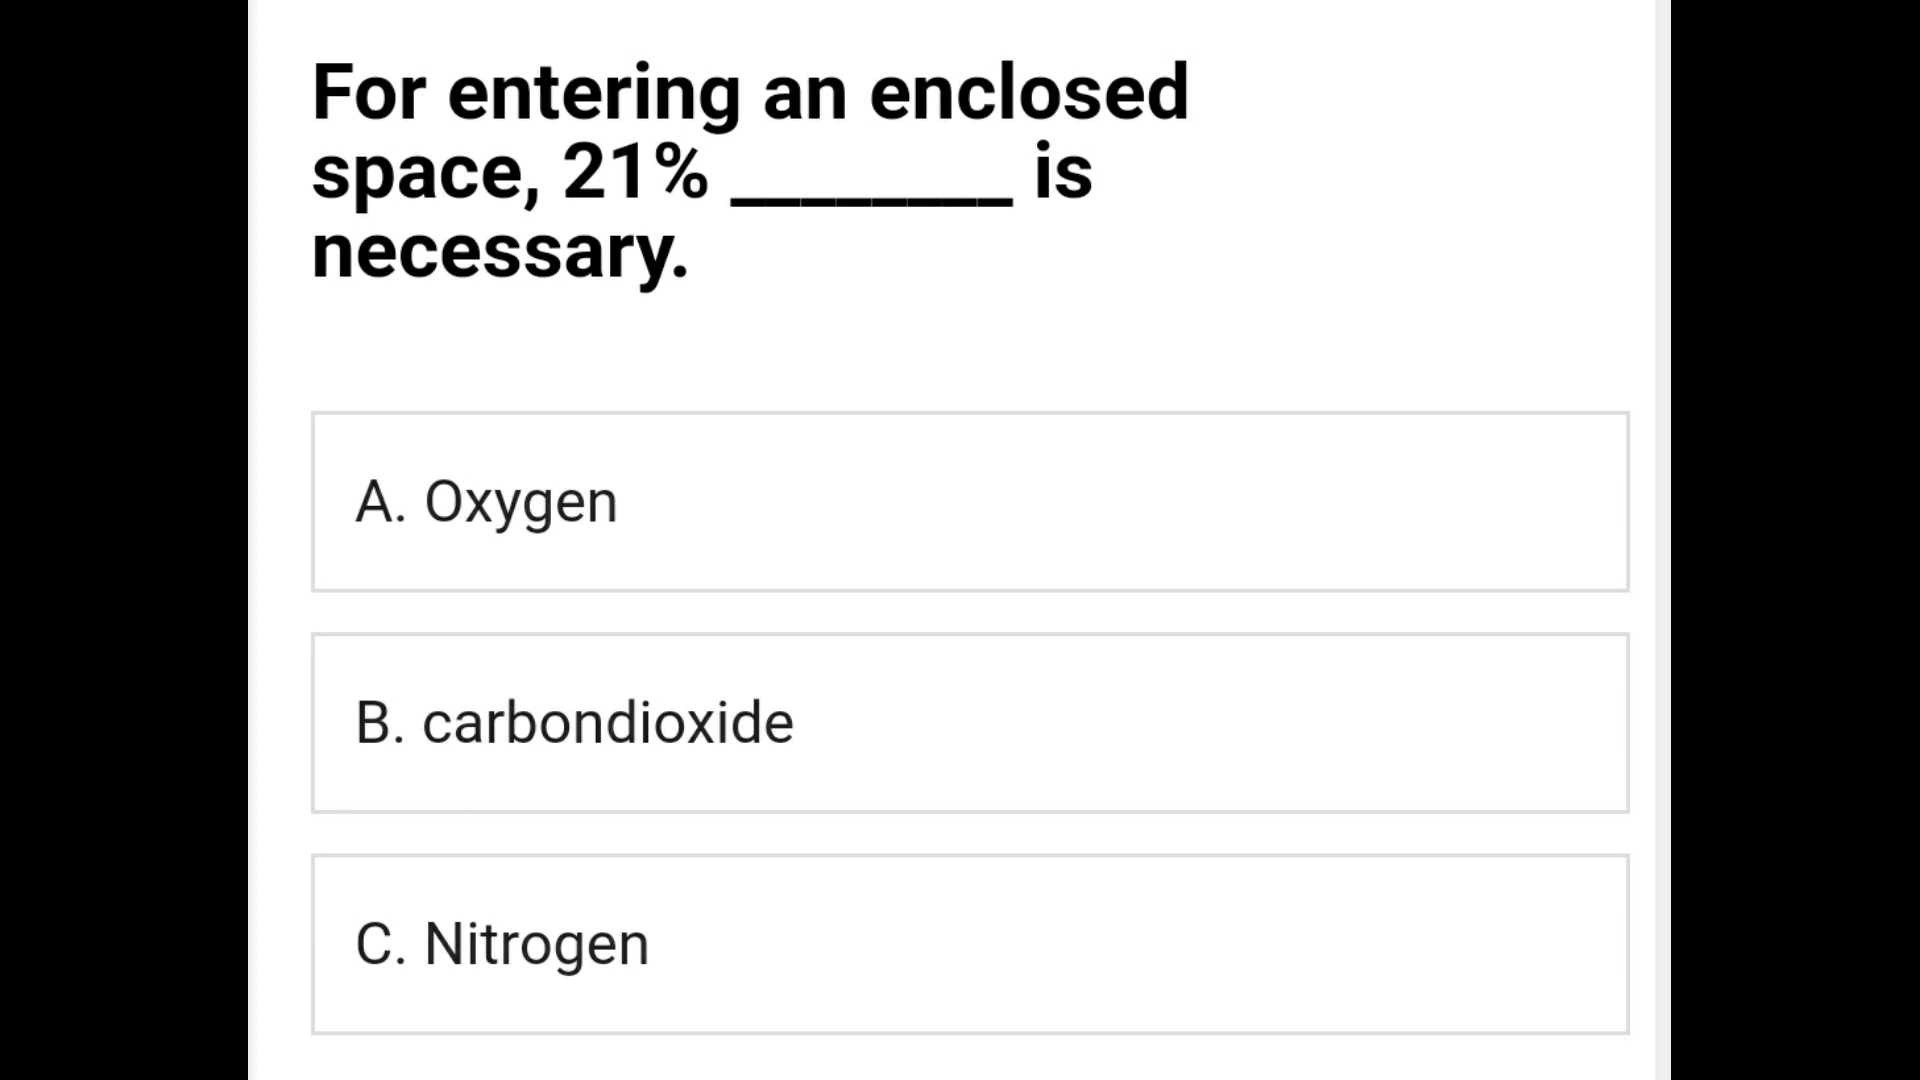 For entering an enclosed
space, 21% ________ is
necessary.
A. Oxygen
B. carbondioxide
C. Nitrogen